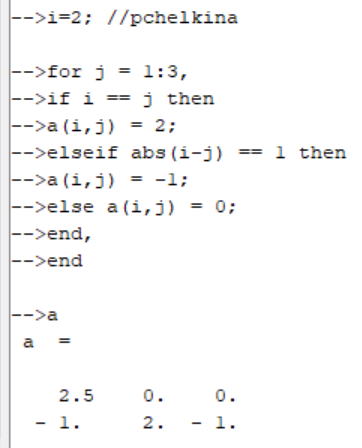 -->i=2; //pchelkina
-->for j = 1:3,
-->if i == j then
-->a(i,j) = 2;
-->elseif abs(i-j) == 1 then
-->a(i,j) = -1;
-->else a(i,j) = 0;
-->end,
-->end
-->a
a  =
2.5    0.    0.
- 1.    2.  - 1.